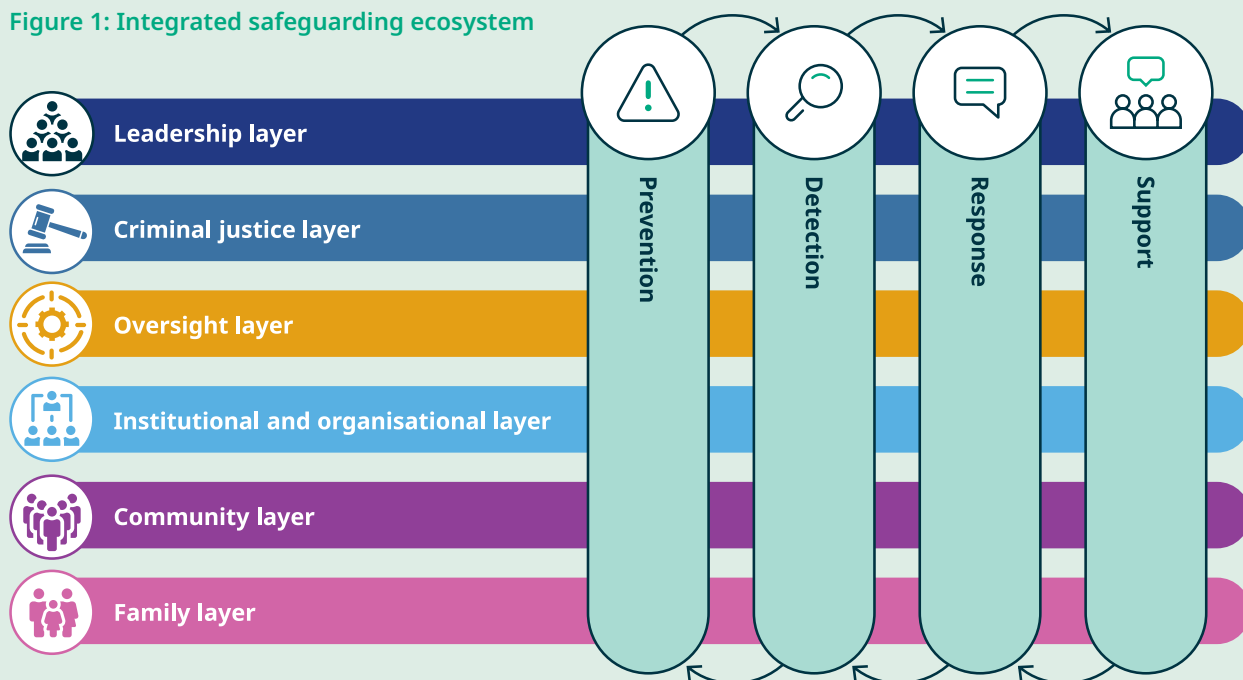 Figure 1: Integrated safeguarding ecosystem
Leadership layer
Criminal justice layer
Oversight layer
Institutional and organisational layer
Community layer
Family layer
Prevention
Detection
Response
Support